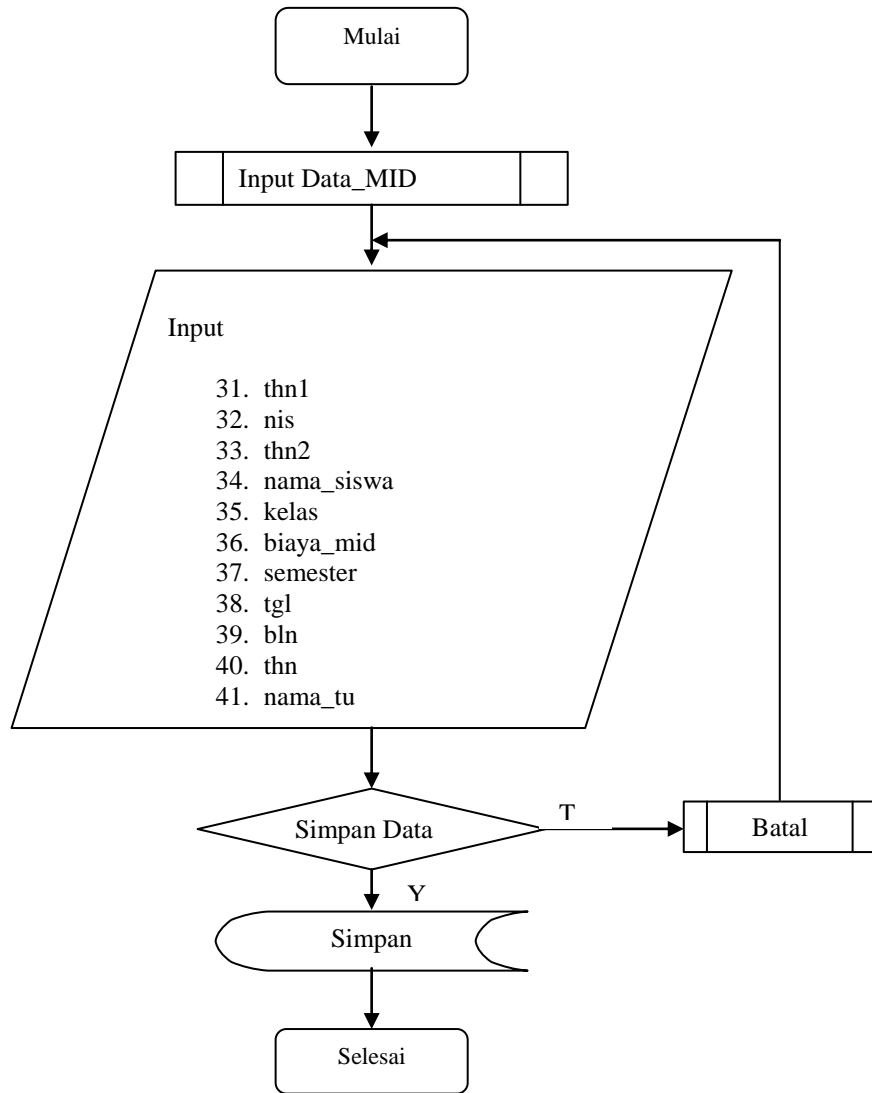 Mulai
Input Data_MID
Input
31. thn1
32. nis
33. thn2
34. nama_siswa
35. kelas
36. biaya_mid
37. semester
38. tgl
39. bln
40. thn
41. nama_tu
Simpan Data
T
Batal
Y
Simpan
Selesai